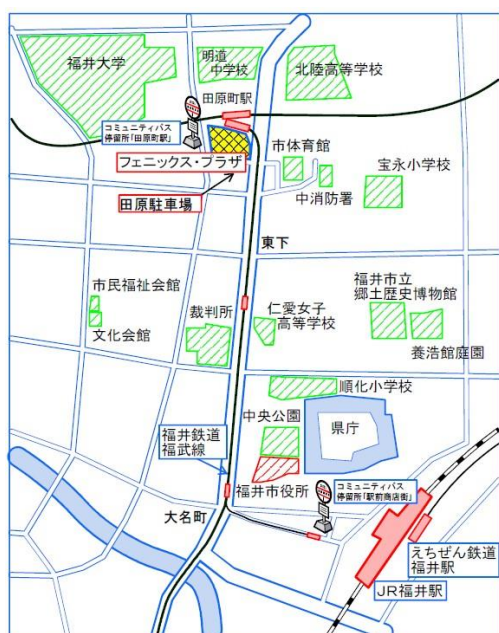 福井大学
明道
中学校
北陸高等学校
田原町駅
コミュニティバス
停留所「田原町駅」
フェニックス・プラザ
市体育館
宝永小学校
中消防署
田原駐車場
東下
市民福祉会館
文化会館
裁判所
仁愛女子
高等学校
福井市立
郷土歴史博物館
養浩館庭園
順化小学校
中央公園
県庁
福井鉄道
福武線
福井市役所
コミュニティバス
停留所「駅前商店街」
大名町
えちぜん鉄道
福井駅
JR福井駅